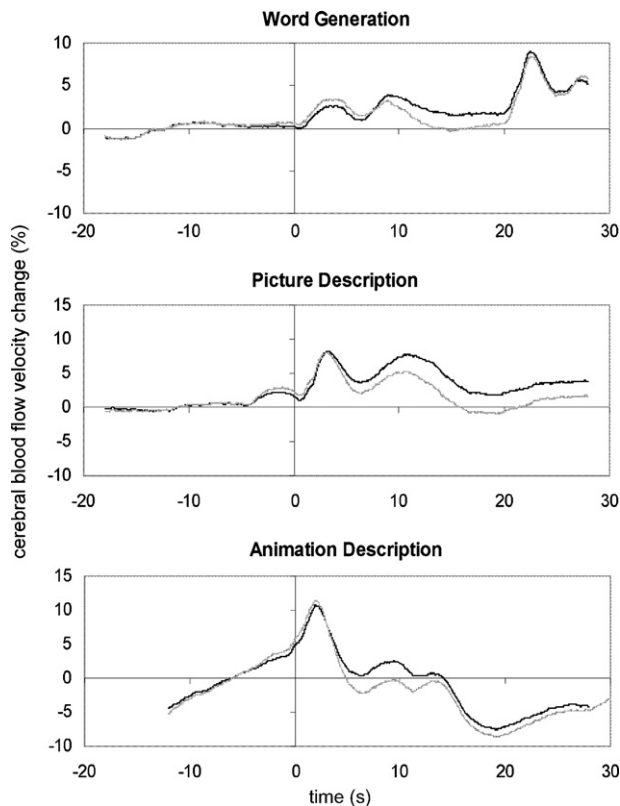 Word Generation
10
5
0
-5
-10
-20 -10 0 10 20 30
Picture Description
15
10
5
0
-5
-10
-20 -10 0 10 20 30
Animation Description
15
10
5
0
-5
-10
-20 -10 0 10 20 30
time (s)
cerebral blood flow velocity change (%)